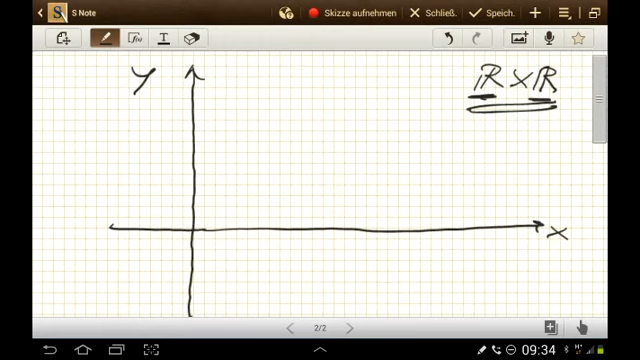 S Note
Skizze aufnehmen
Schließ.
Speich.
f(x)
T
y
ℝ × ℝ
x
2/2
09:34